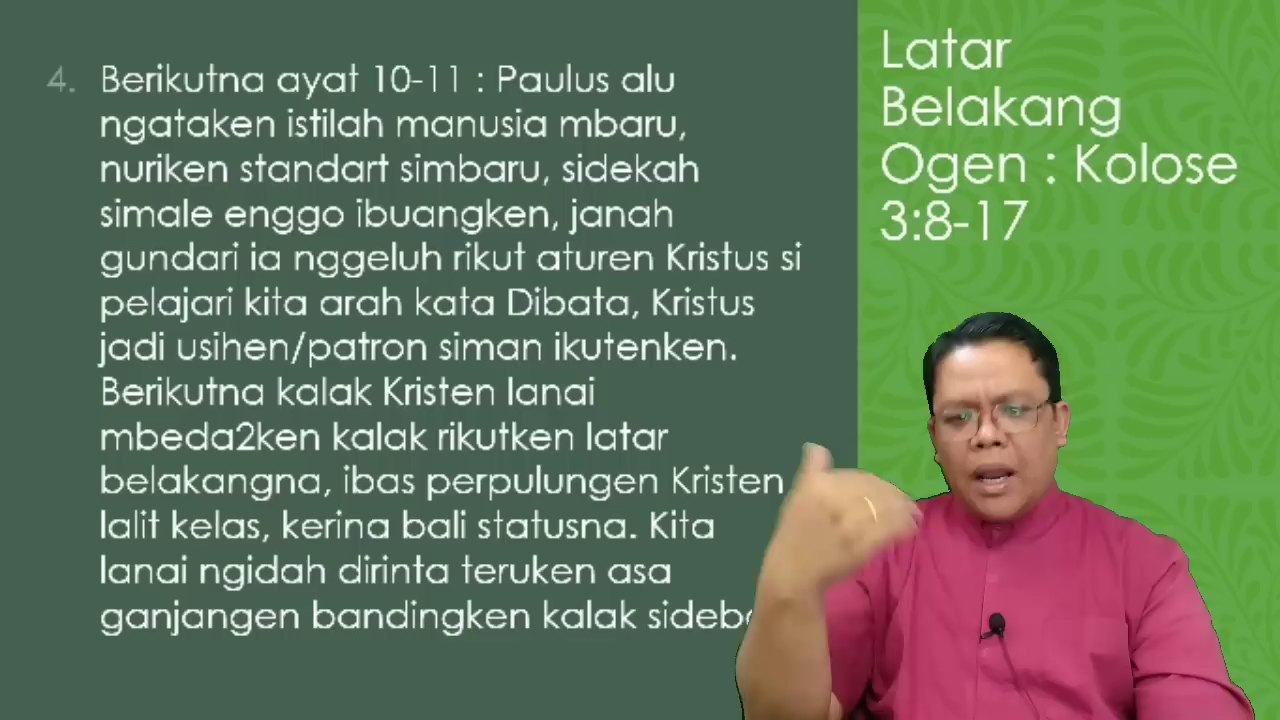 4. Berikutna ayat 10-11 : Paulus alu
ngataken istilah manusia mbaru,
nuriken standart simbaru, sidekah
simale enggo ibuangken, janah
gundari ia nggeluh rikut aturen Kristus si
pelajari kita arah kata Dibata, Kristus
jadi usihen/patron siman ikutenken.
Berikutna kalak Kristen lanai
mbeda2ken kalak rikutken latar
belakangna, ibas perpulungen Kristen
lalit kelas, kerina bali statusna. Kita
lanai ngidah dirinta teruken asa
ganjangen bandingken kalak
Latar
Belakang
Ogen : Kolose
3:8-17